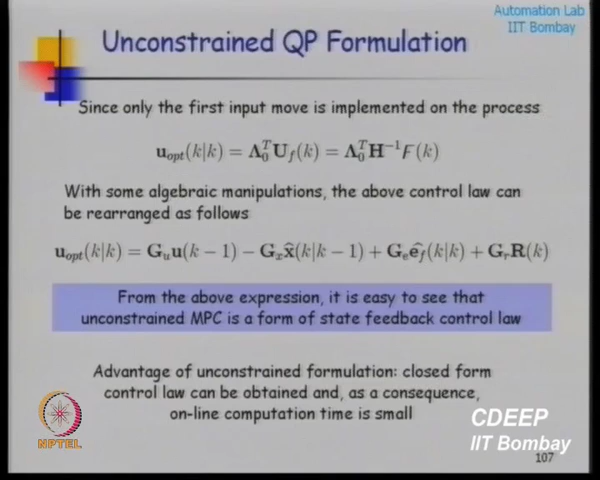 Automation Lab
IIT Bombay
Unconstrained QP Formulation
Since only the first input move is implemented on the process
u_opt(k|k) = Λ₀ᵀU_f(k) = Λ₀ᵀH⁻¹F(k)
With some algebraic manipulations, the above control law can
be rearranged as follows
u_opt(k|k) = G_u u(k − 1) − G_x x̂(k|k − 1) + G_e ê_f(k|k) + G_r R(k)
From the above expression, it is easy to see that
unconstrained MPC is a form of state feedback control law
Advantage of unconstrained formulation: closed form
control law can be obtained and, as a consequence,
on-line computation time is small
NPTEL
CDEEP
IIT Bombay
107